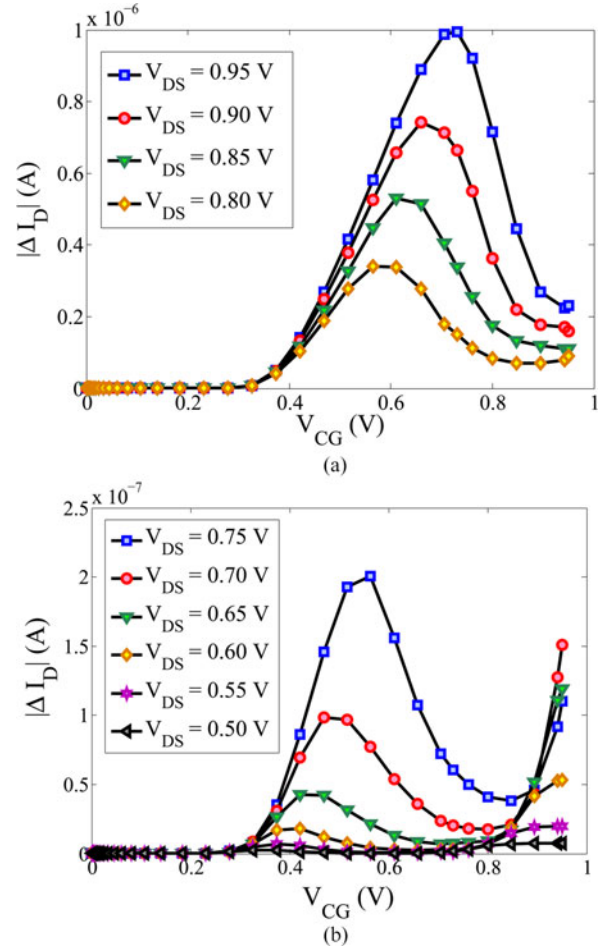 1 x 10⁻⁶
0.8
0.6
0.4
0.2
0
|Δ I_D| (A)
V_DS = 0.95 V
V_DS = 0.90 V
V_DS = 0.85 V
V_DS = 0.80 V
0 0.2 0.4 0.6 0.8 1
V_CG (V)
(a)
2.5 x 10⁻⁷
2
1.5
1
0.5
0
|Δ I_D| (A)
V_DS = 0.75 V
V_DS = 0.70 V
V_DS = 0.65 V
V_DS = 0.60 V
V_DS = 0.55 V
V_DS = 0.50 V
0 0.2 0.4 0.6 0.8 1
V_CG (V)
(b)